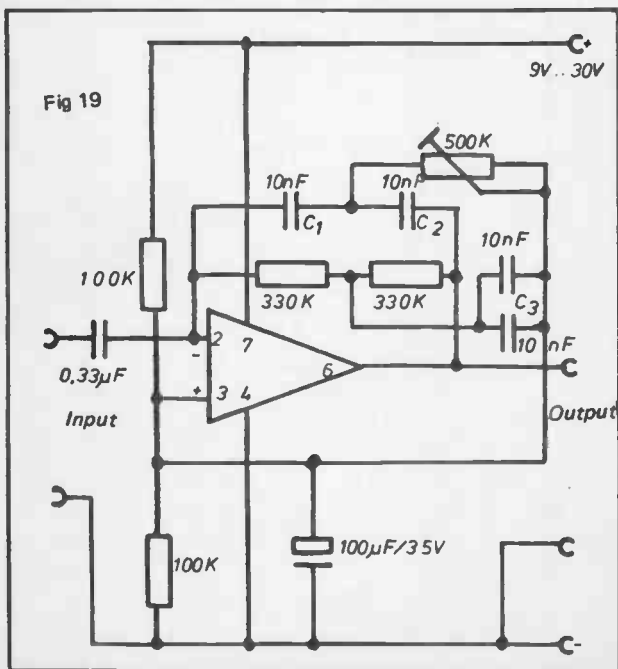 C+
9V..30V
Fig 19
500K
10nF
10nF
C1
C2
10nF
100K
330K
330K
C3
10 nF
2
7
-
6
0,33µF
+
3
4
Input
Output
100K
100µF/35V
C-